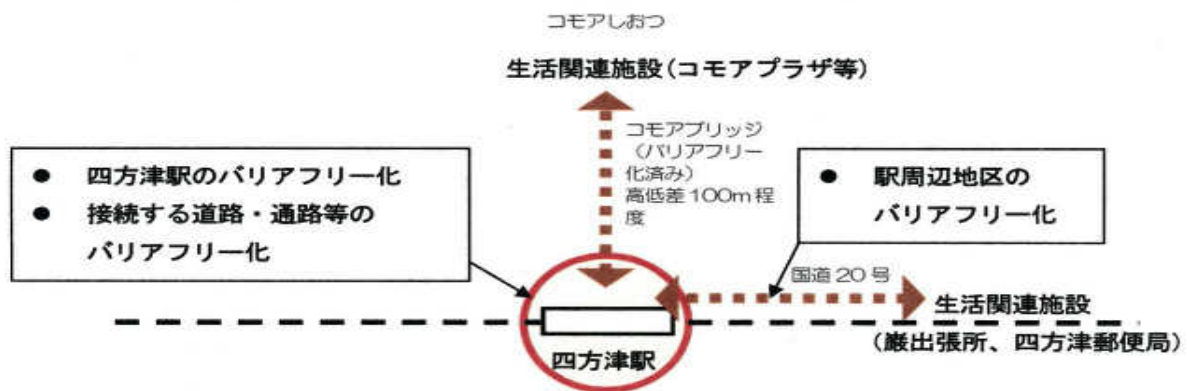 コモアしおつ
生活関連施設（コモアプラザ等）
コモアブリッジ
（バリアフリー
化済み）
高低差100m程
度
● 四方津駅のバリアフリー化
● 接続する道路・通路等の
バリアフリー化
● 駅周辺地区の
バリアフリー化
国道20号
生活関連施設
（巌出張所、四方津郵便局）
四方津駅